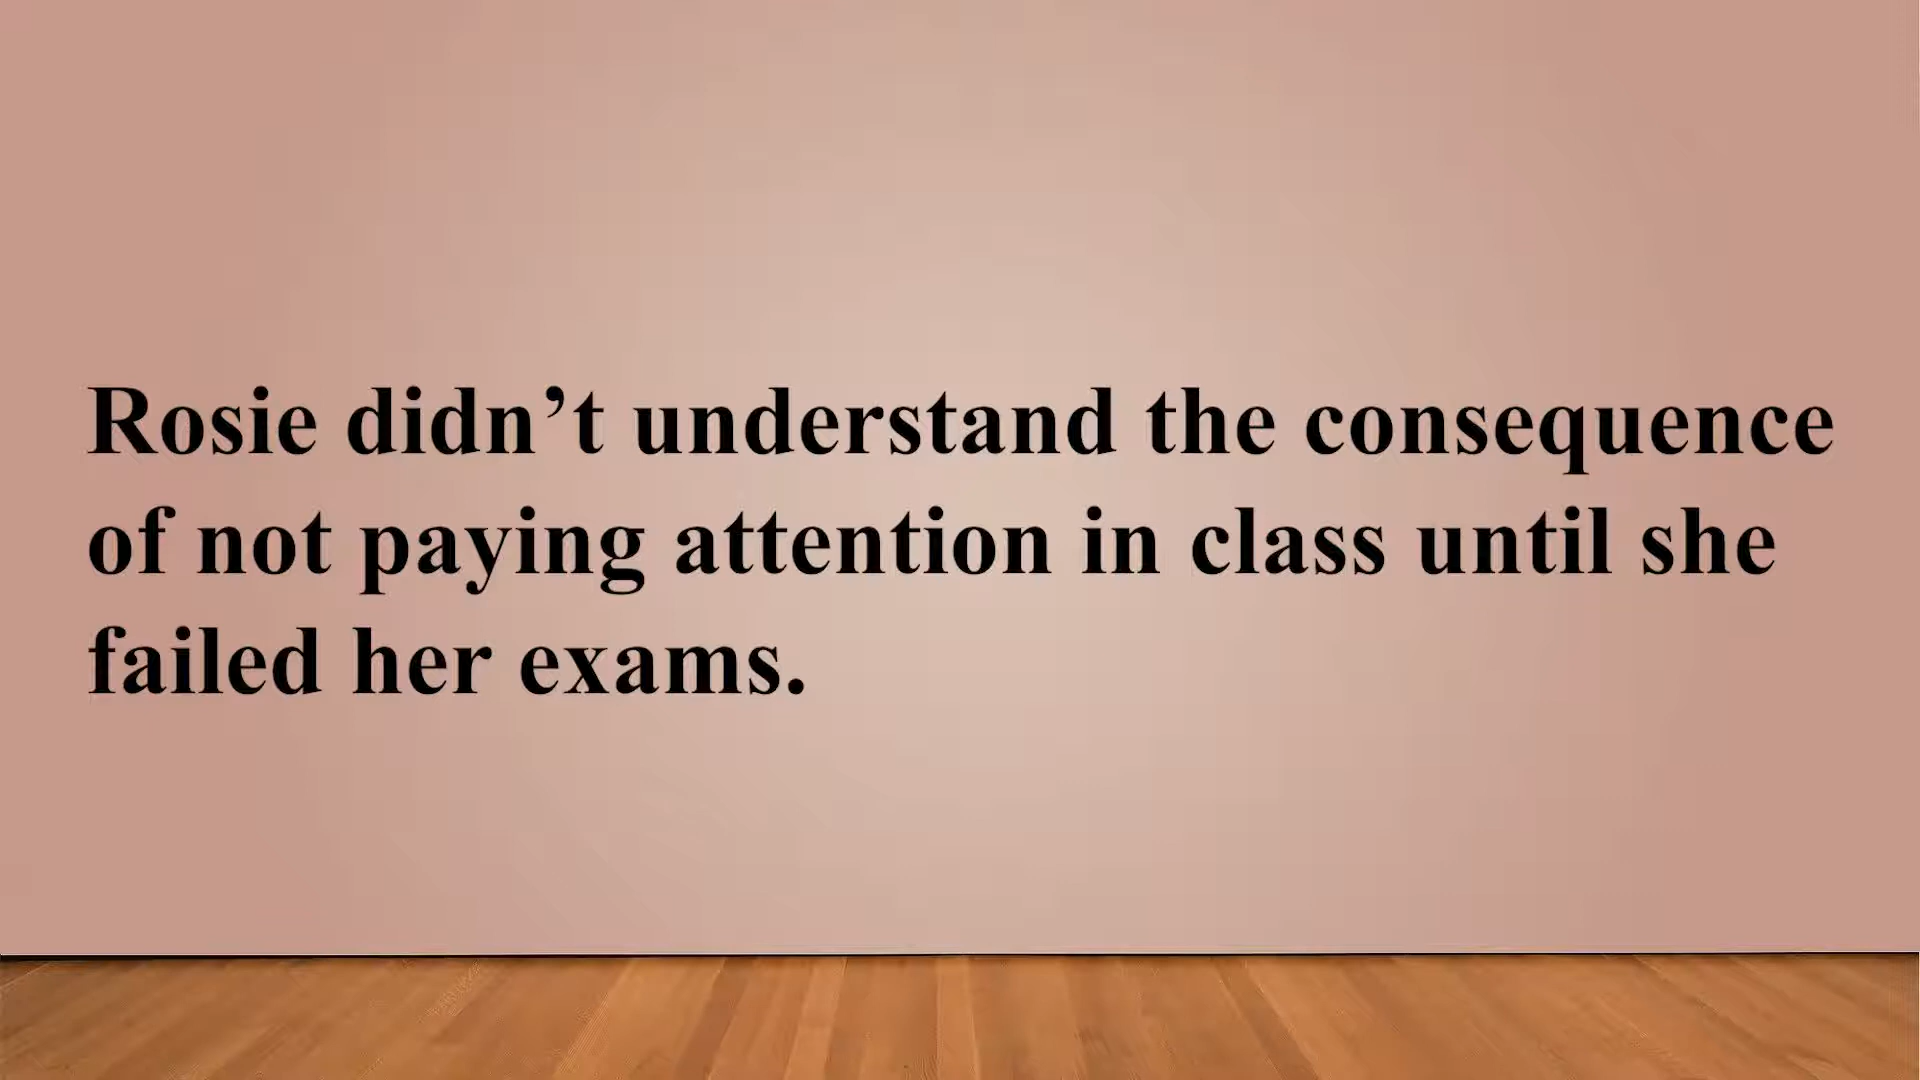 Rosie didn’t understand the consequence
of not paying attention in class until she
failed her exams.